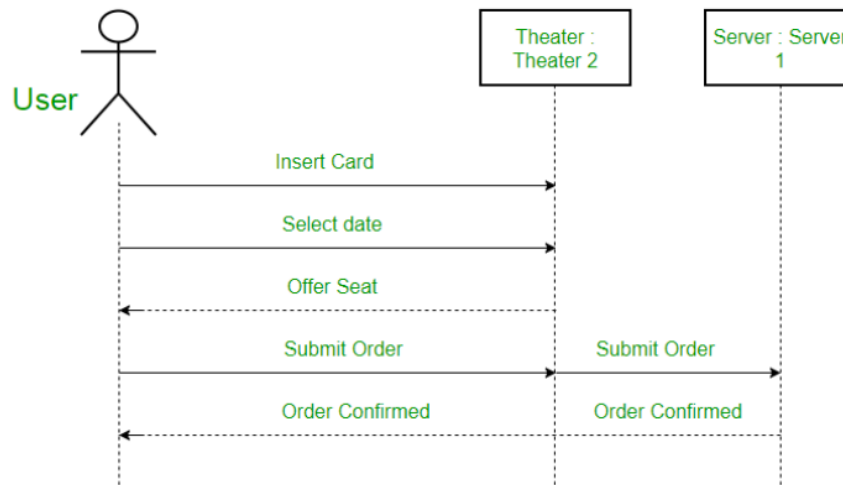 Theater :
Theater 2
Server : Server
1
User
Insert Card
Select date
Offer Seat
Submit Order
Submit Order
Order Confirmed
Order Confirmed